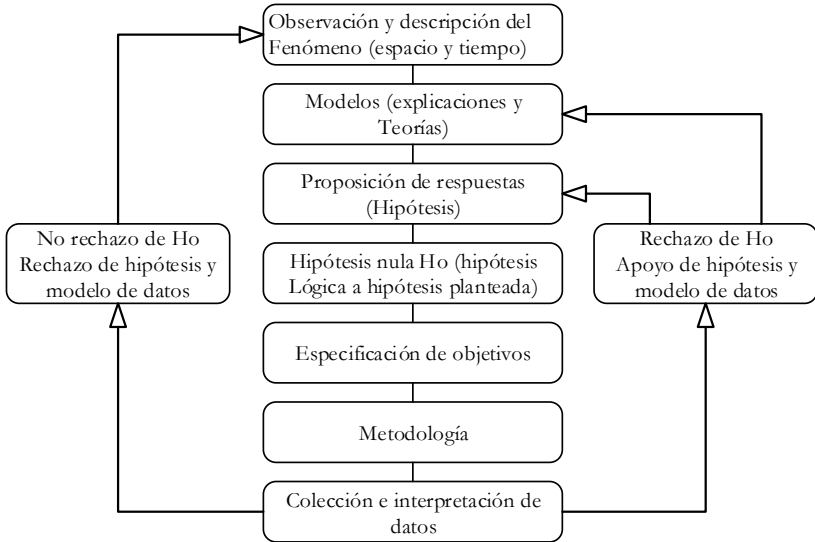 Observación y descripción del
Fenómeno (espacio y tiempo)
Modelos (explicaciones y
Teorías)
Proposición de respuestas
(Hipótesis)
No rechazo de Ho
Rechazo de hipótesis y
modelo de datos
Hipótesis nula Ho (hipótesis
Lógica a hipótesis planteada)
Rechazo de Ho
Apoyo de hipótesis y
modelo de datos
Especificación de objetivos
Metodología
Colección e interpretación de
datos